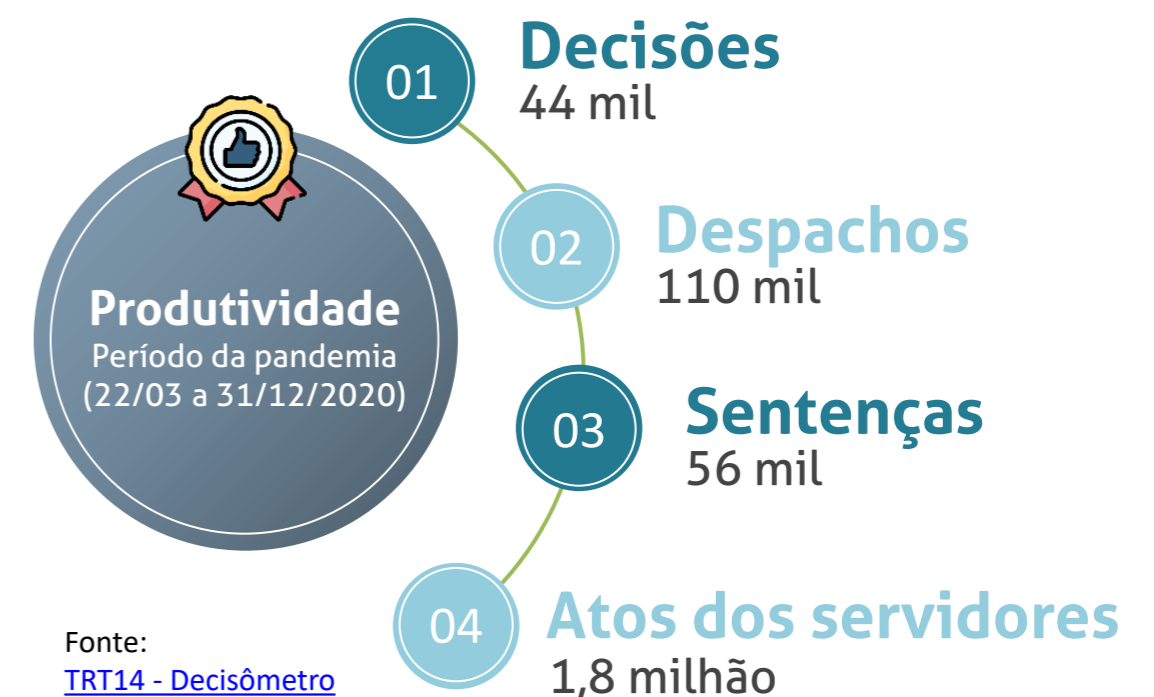 Produtividade
Período da pandemia
(22/03 a 31/12/2020)
01
Decisões
44 mil
02
Despachos
110 mil
03
Sentenças
56 mil
04
Atos dos servidores
1,8 milhão
Fonte:
TRT14 - Decisômetro